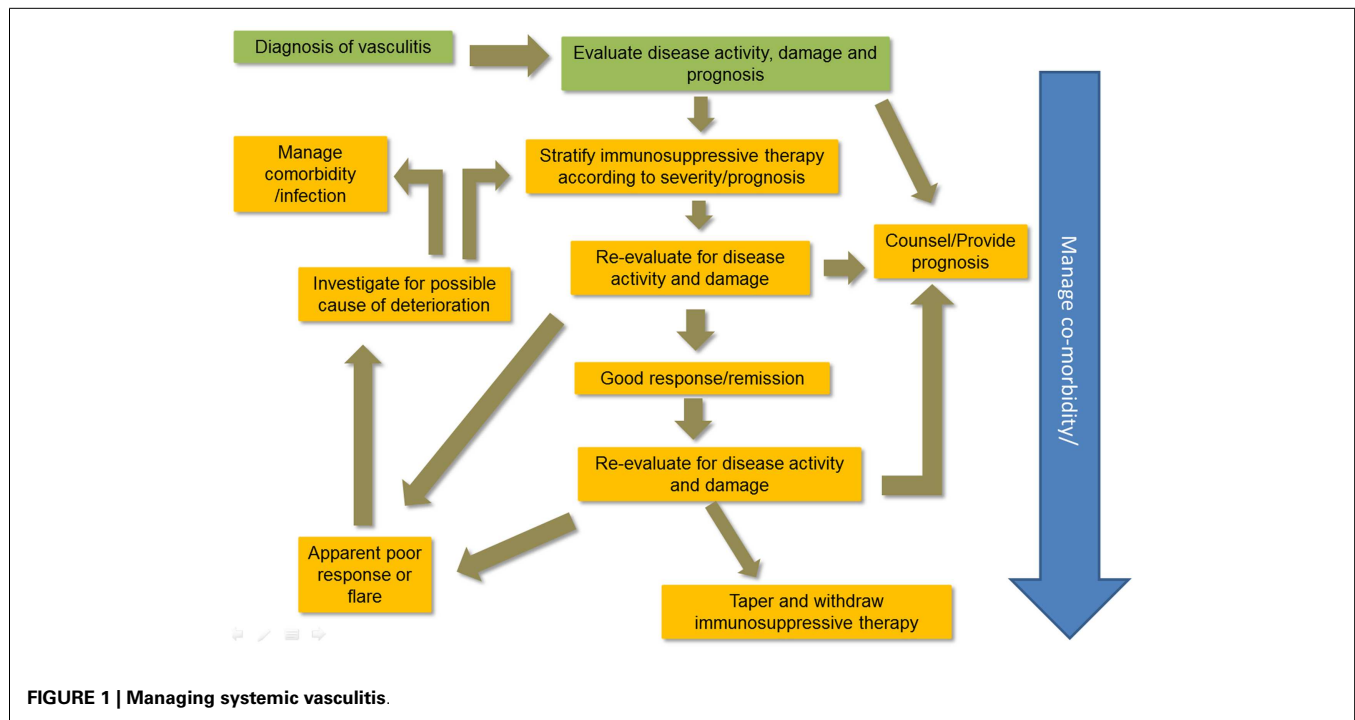 Diagnosis of vasculitis
Evaluate disease activity, damage and
prognosis
Manage
comorbidity
/infection
Stratify immunosuppressive therapy
according to severity/prognosis
Counsel/Provide
prognosis
Re-evaluate for disease
activity and damage
Investigate for possible
cause of deterioration
Good response/remission
Re-evaluate for disease activity
and damage
Apparent poor
response or
flare
Taper and withdraw
immunosuppressive therapy
Manage co-morbidity/
FIGURE 1 | Managing systemic vasculitis.